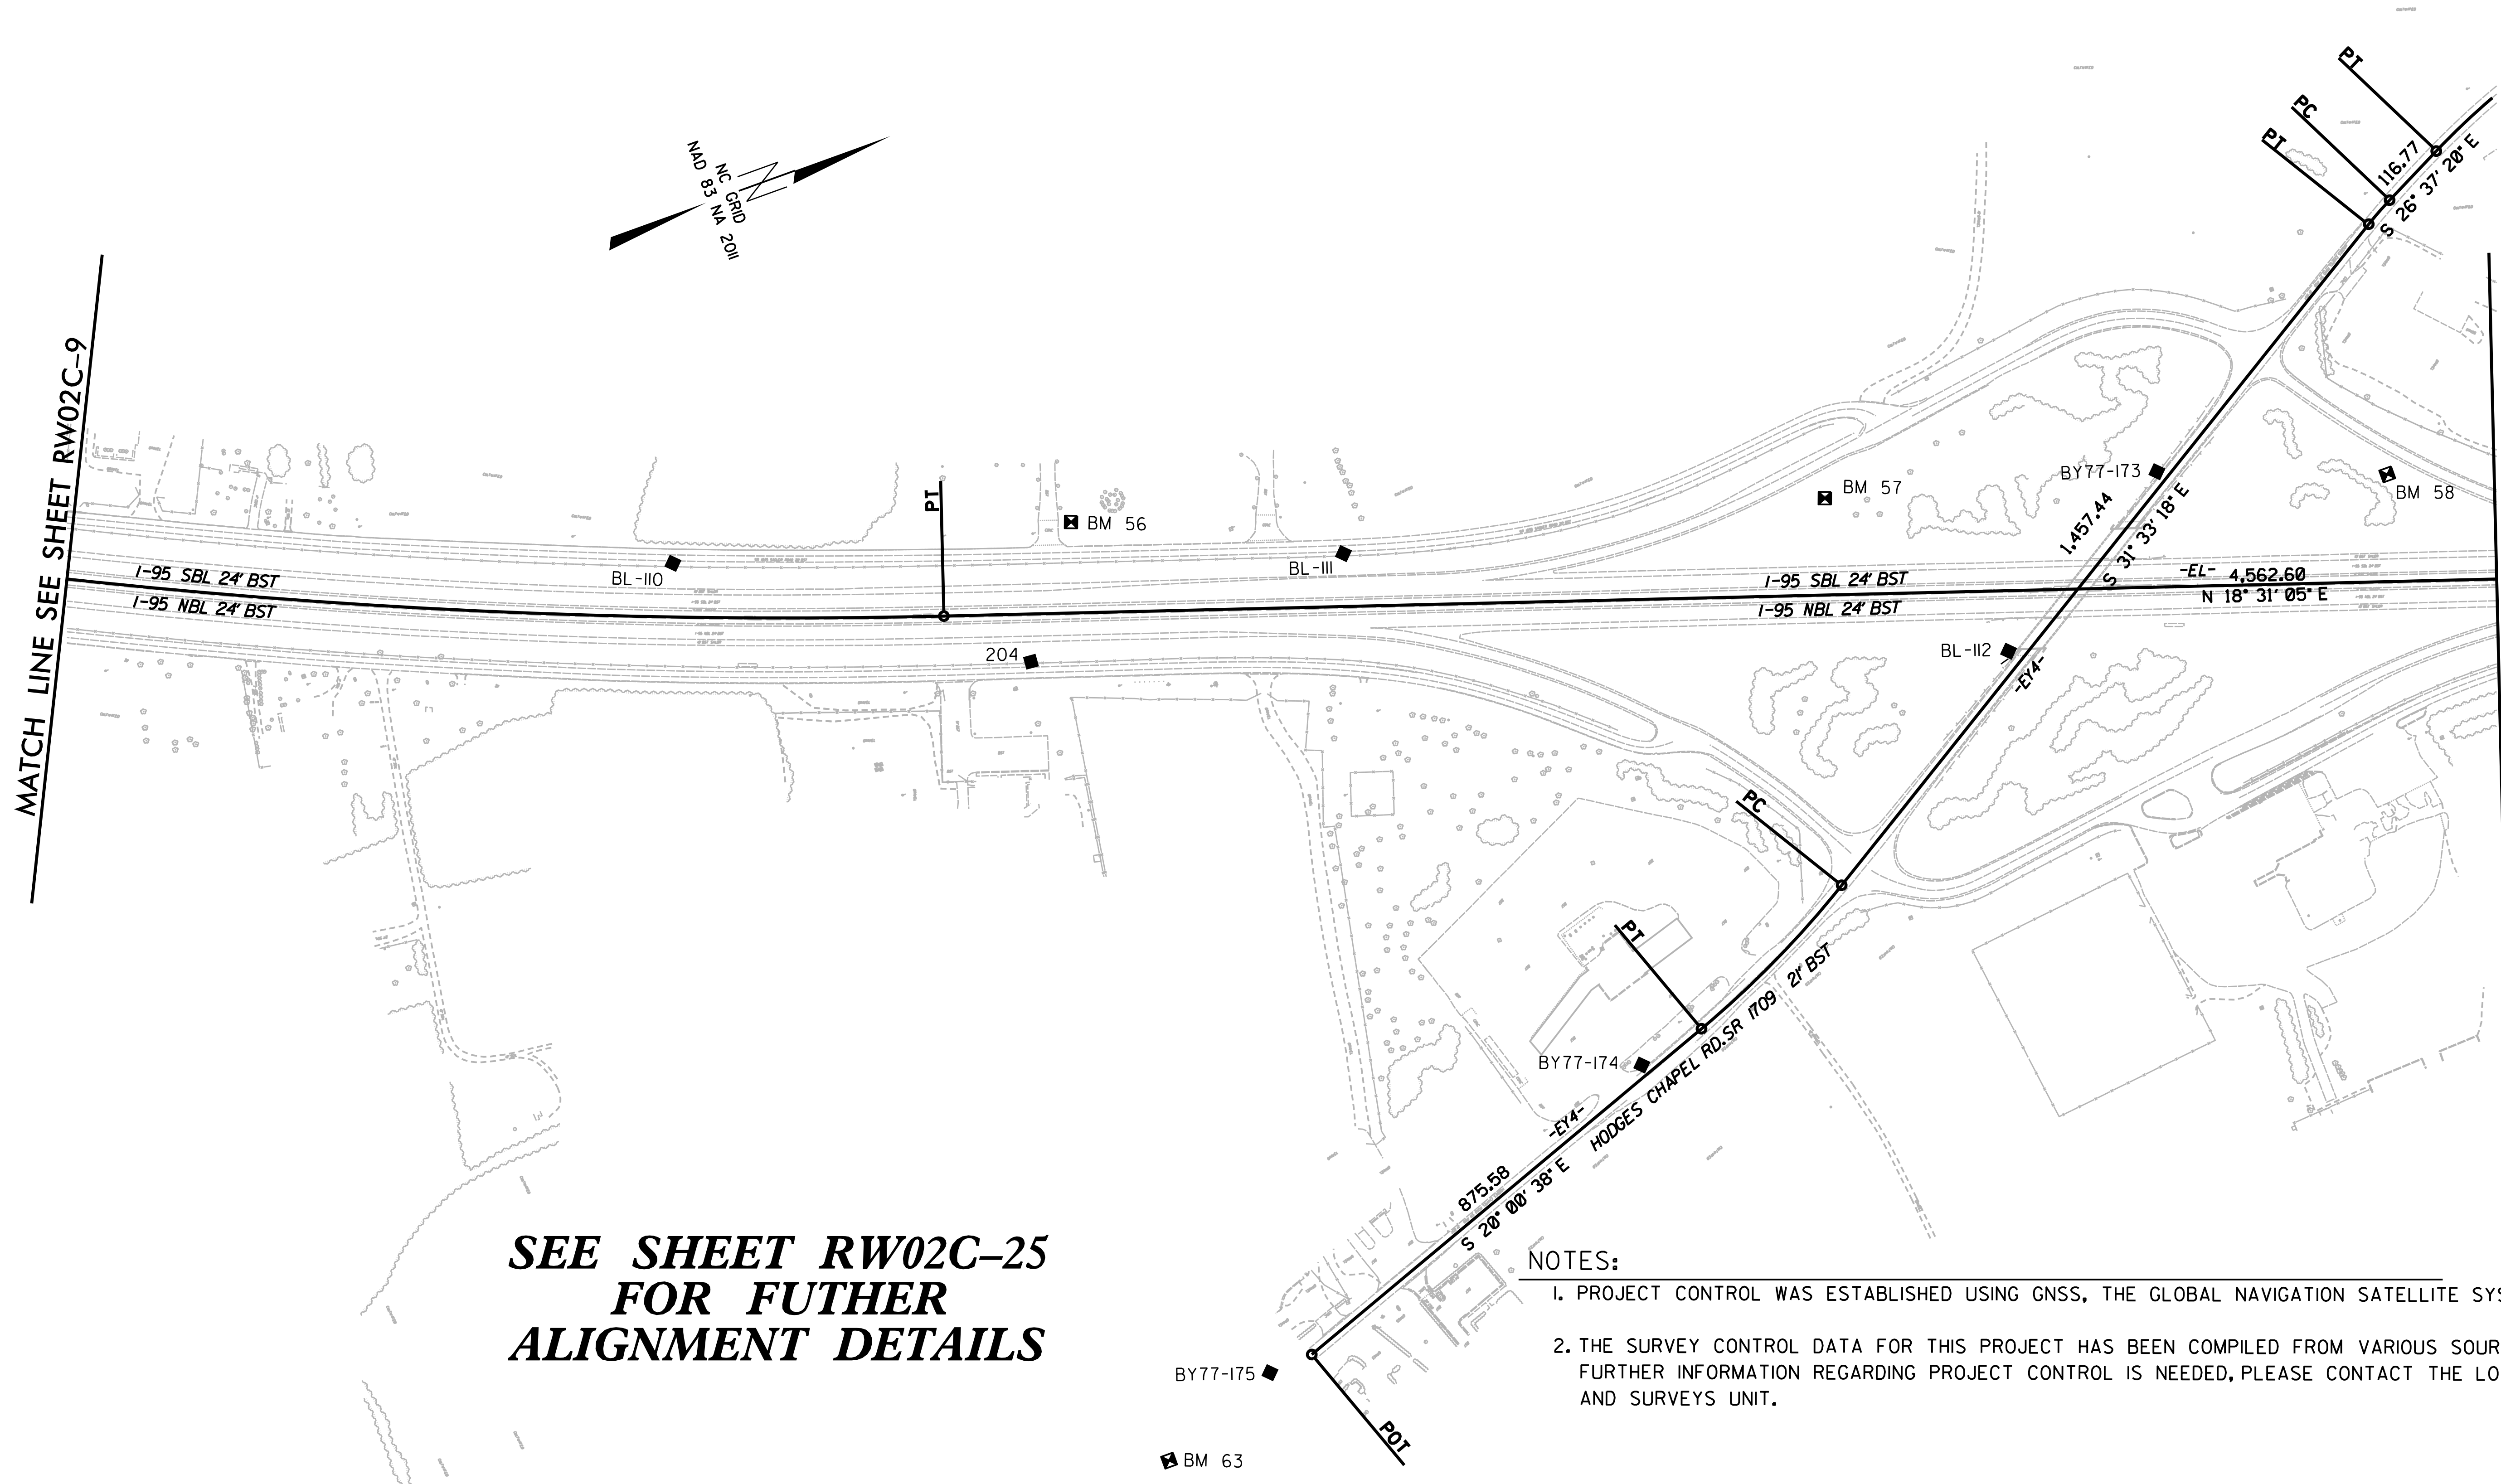 MATCH LINE SEE SHEET RW02C-9
NC GRID
NAD 83 NA 2011
PT
PC
PT
116.77
S 26° 37' 20" E
I-95 SBL 24' BST
I-95 NBL 24' BST
BL-110
PT
BM 56
204
BL-111
BM 57
BY77-173
BM 58
1,457.44
S 31° 33' 18" E
I-95 SBL 24' BST
I-95 NBL 24' BST
-EL-
4,562.60
N 18° 31' 05" E
BL-112
-EY4-
PC
PT
BY77-174
-EY4-
HODGES CHAPEL RD. SR 1709 21' BST
875.58
S 20° 00' 38" E
BY77-175
POT
BM 63
SEE SHEET RW02C-25
FOR FUTHER
ALIGNMENT DETAILS
NOTES:
1. PROJECT CONTROL WAS ESTABLISHED USING GNSS, THE GLOBAL NAVIGATION SATELLITE SYS
2. THE SURVEY CONTROL DATA FOR THIS PROJECT HAS BEEN COMPILED FROM VARIOUS SOUR
FURTHER INFORMATION REGARDING PROJECT CONTROL IS NEEDED, PLEASE CONTACT THE LO
AND SURVEYS UNIT.